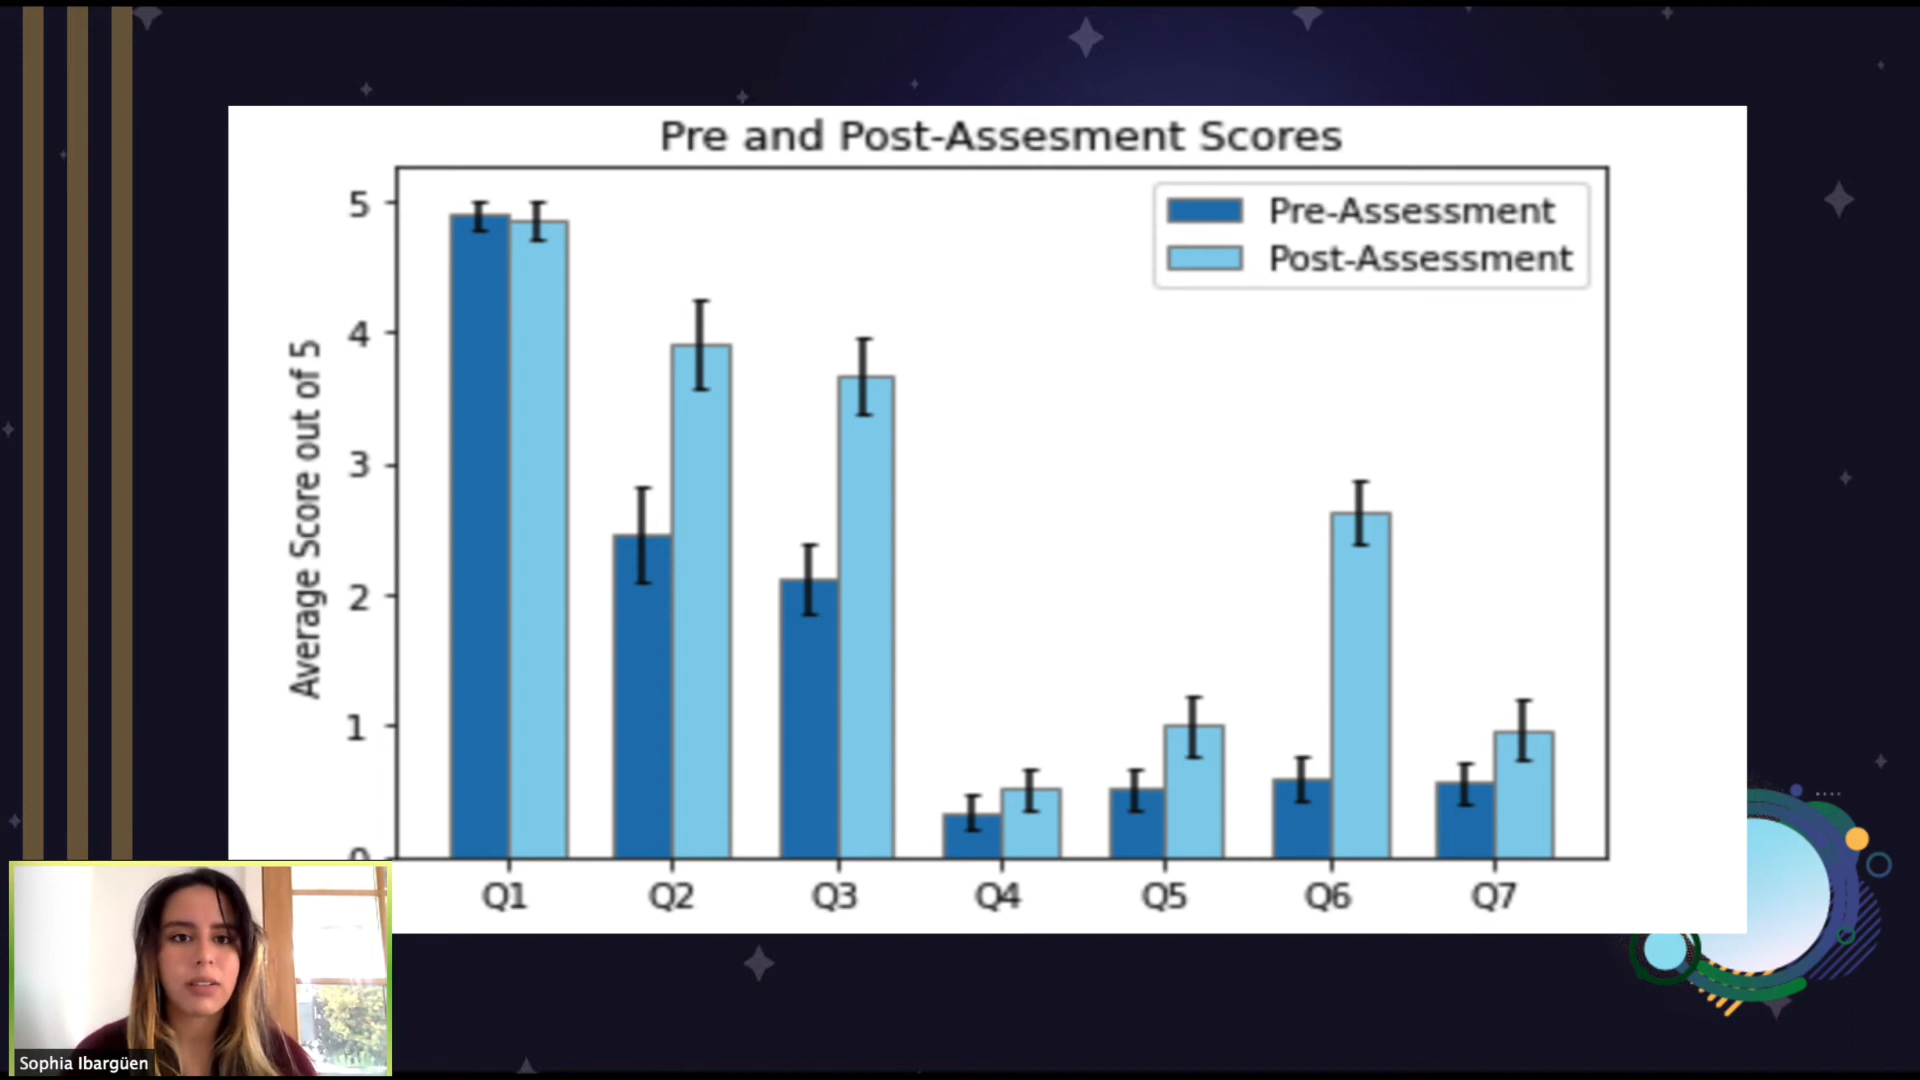 Pre and Post-Assesment Scores
Pre-Assessment
Post-Assessment
Average Score out of 5
5
4
3
2
1
0
Q1 Q2 Q3 Q4 Q5 Q6 Q7
Sophia Ibargüen